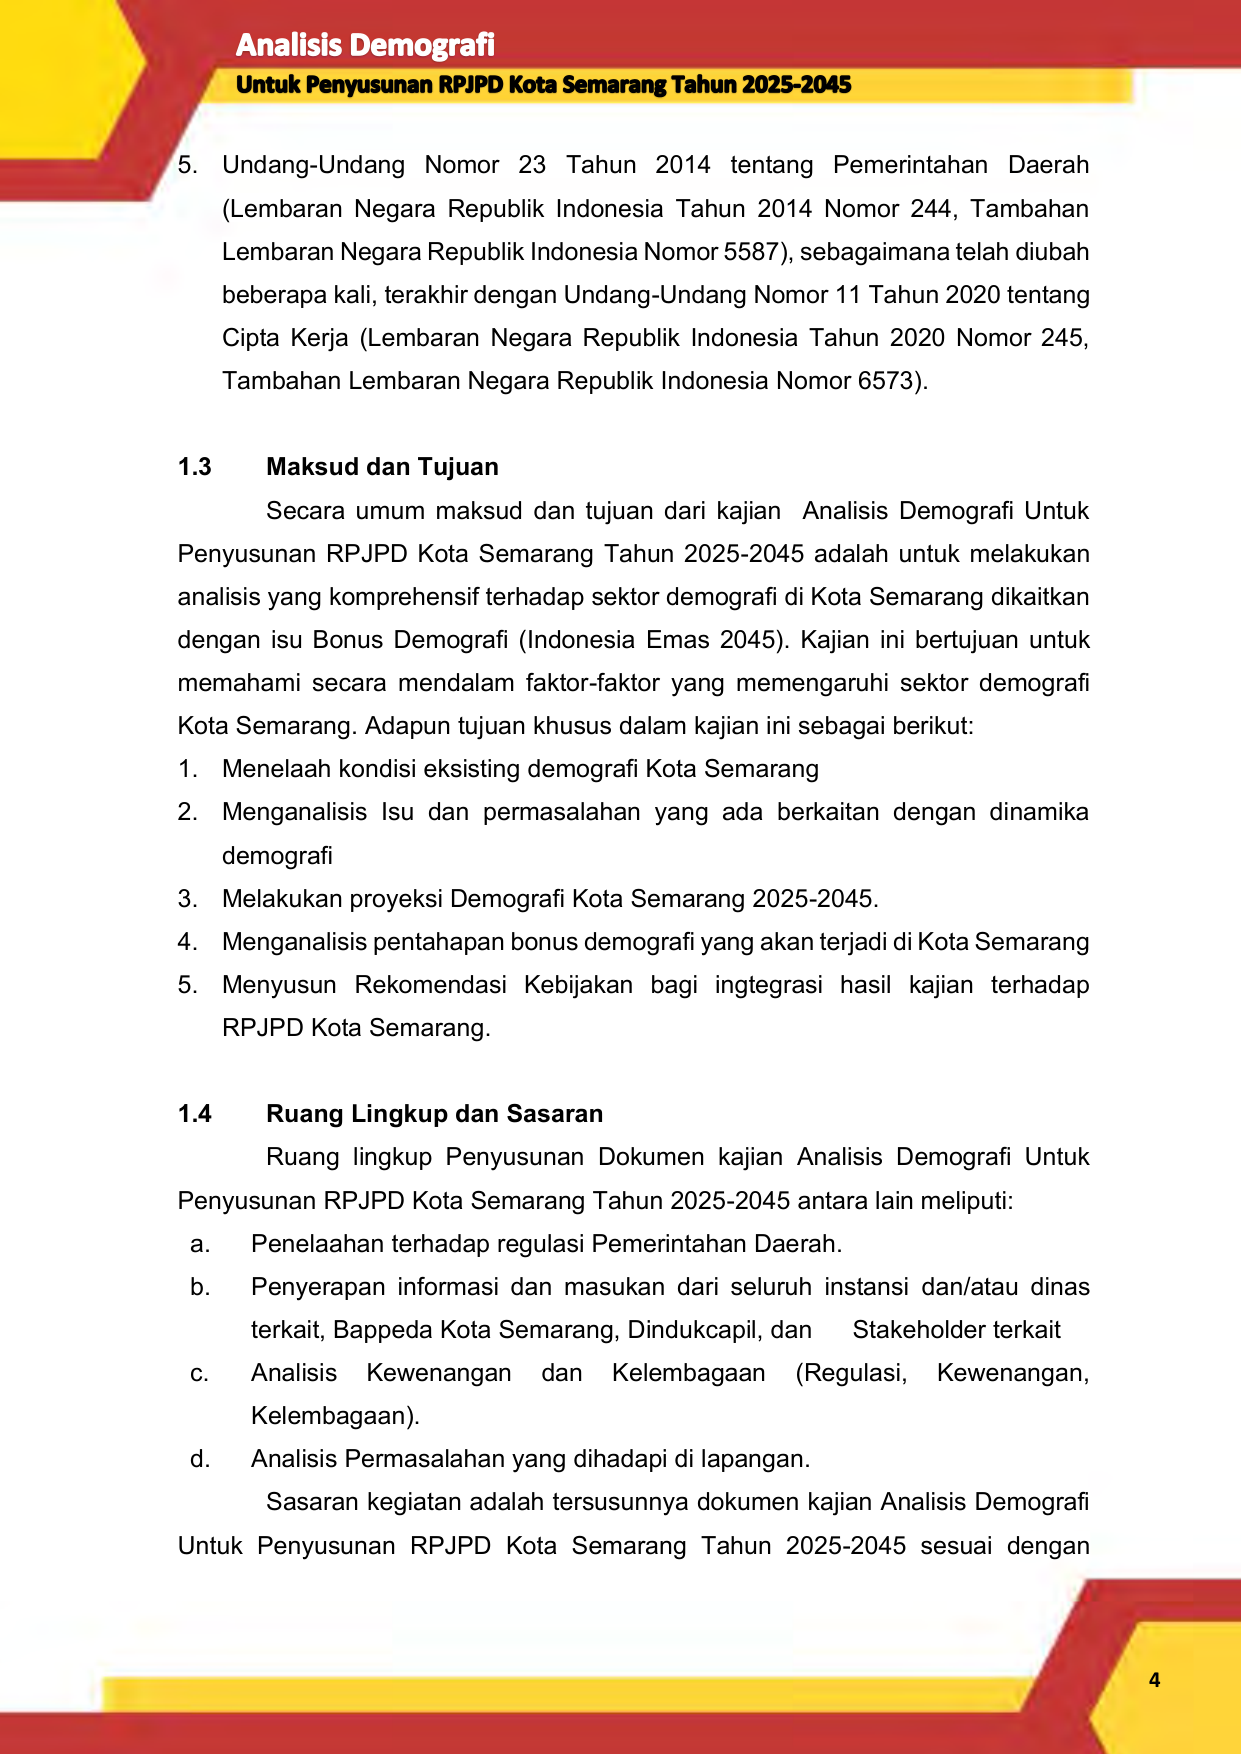 Analisis Demografi
Untuk Penyusunan RPJPD Kota Semarang Tahun 2025-2045
5. Undang-Undang Nomor 23 Tahun 2014 tentang Pemerintahan Daerah
(Lembaran Negara Republik Indonesia Tahun 2014 Nomor 244, Tambahan
Lembaran Negara Republik Indonesia Nomor 5587), sebagaimana telah diubah
beberapa kali, terakhir dengan Undang-Undang Nomor 11 Tahun 2020 tentang
Cipta Kerja (Lembaran Negara Republik Indonesia Tahun 2020 Nomor 245,
Tambahan Lembaran Negara Republik Indonesia Nomor 6573).
1.3 Maksud dan Tujuan
Secara umum maksud dan tujuan dari kajian Analisis Demografi Untuk
Penyusunan RPJPD Kota Semarang Tahun 2025-2045 adalah untuk melakukan
analisis yang komprehensif terhadap sektor demografi di Kota Semarang dikaitkan
dengan isu Bonus Demografi (Indonesia Emas 2045). Kajian ini bertujuan untuk
memahami secara mendalam faktor-faktor yang memengaruhi sektor demografi
Kota Semarang. Adapun tujuan khusus dalam kajian ini sebagai berikut:
1. Menelaah kondisi eksisting demografi Kota Semarang
2. Menganalisis Isu dan permasalahan yang ada berkaitan dengan dinamika
demografi
3. Melakukan proyeksi Demografi Kota Semarang 2025-2045.
4. Menganalisis pentahapan bonus demografi yang akan terjadi di Kota Semarang
5. Menyusun Rekomendasi Kebijakan bagi ingtegrasi hasil kajian terhadap
RPJPD Kota Semarang.
1.4 Ruang Lingkup dan Sasaran
Ruang lingkup Penyusunan Dokumen kajian Analisis Demografi Untuk
Penyusunan RPJPD Kota Semarang Tahun 2025-2045 antara lain meliputi:
a. Penelaahan terhadap regulasi Pemerintahan Daerah.
b. Penyerapan informasi dan masukan dari seluruh instansi dan/atau dinas
terkait, Bappeda Kota Semarang, Dindukcapil, dan Stakeholder terkait
c. Analisis Kewenangan dan Kelembagaan (Regulasi, Kewenangan,
Kelembagaan).
d. Analisis Permasalahan yang dihadapi di lapangan.
Sasaran kegiatan adalah tersusunnya dokumen kajian Analisis Demografi
Untuk Penyusunan RPJPD Kota Semarang Tahun 2025-2045 sesuai dengan
4